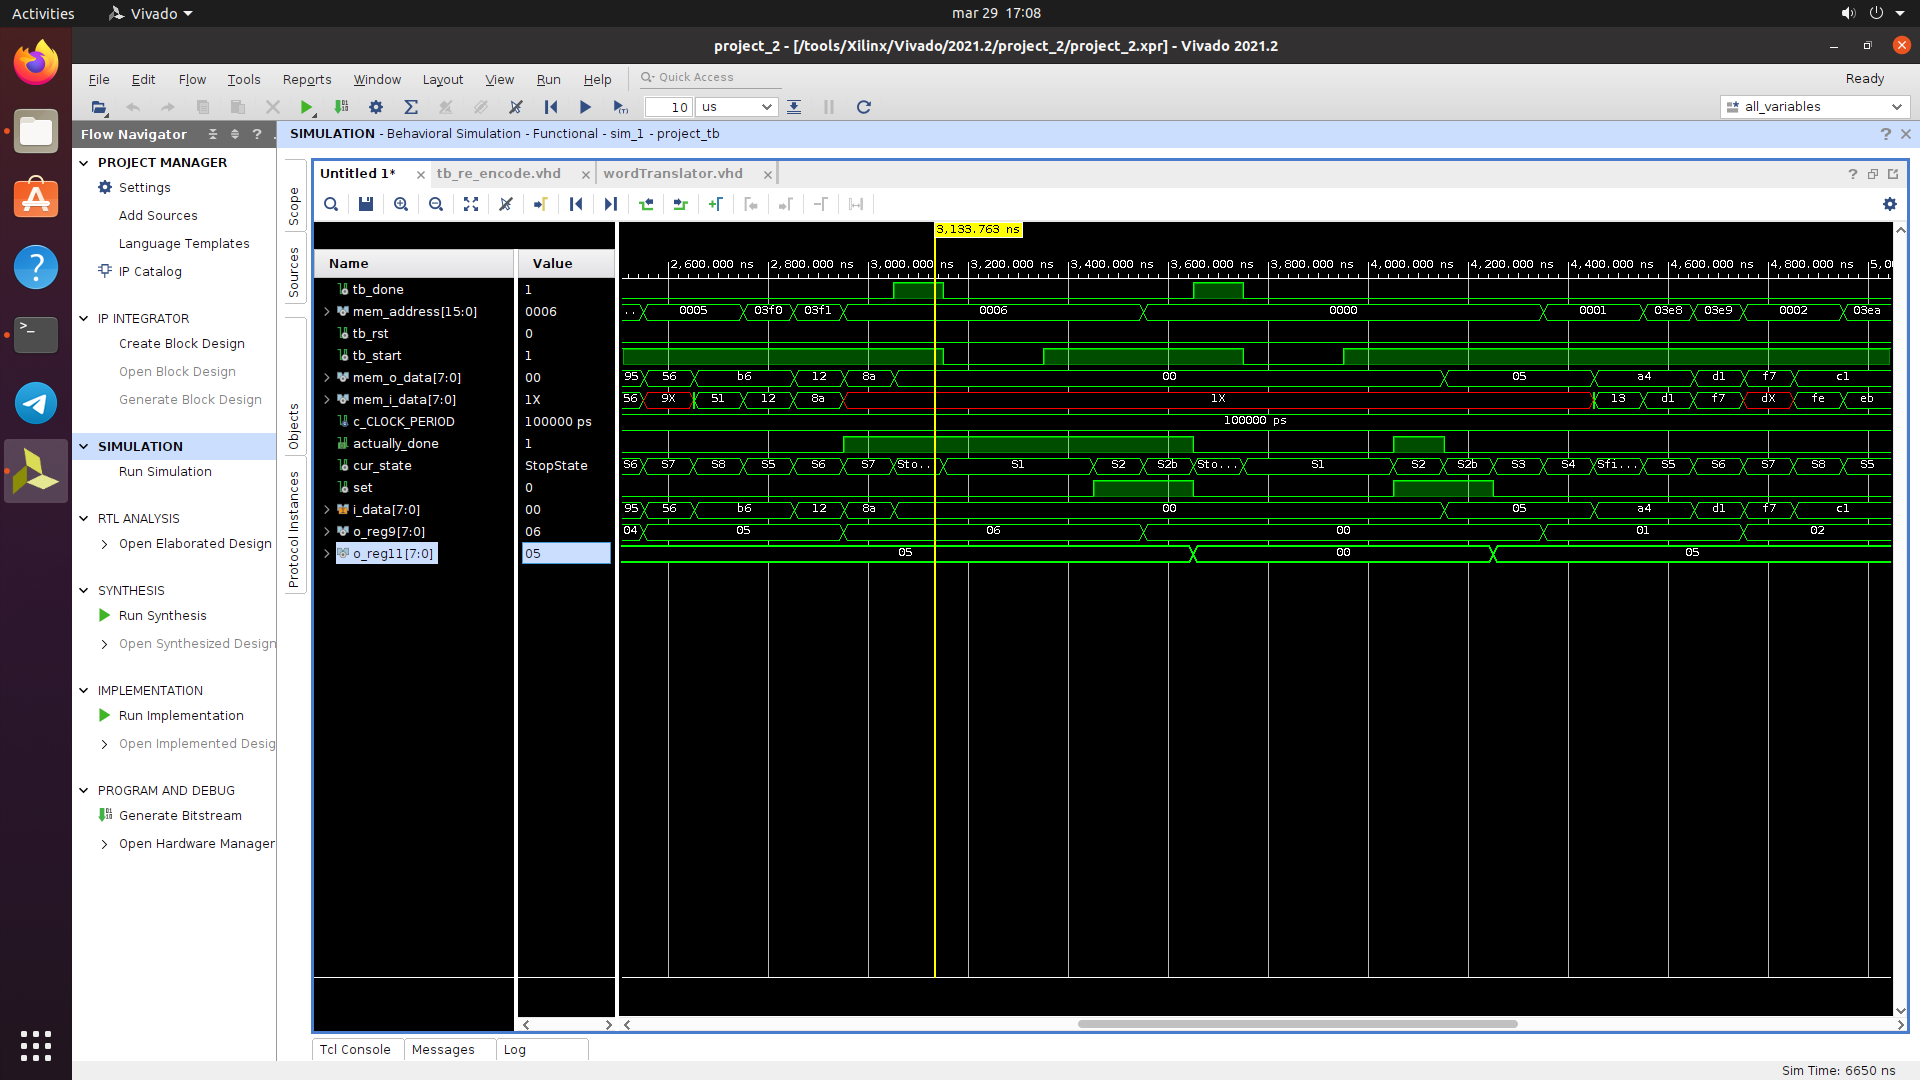 Activities
Vivado
mar 29 17:08
project_2 - [/tools/Xilinx/Vivado/2021.2/project_2/project_2.xpr] - Vivado 2021.2
File Edit Flow Tools Reports Window Layout View Run Help
Quick Access
Ready
10 us
all_variables
Flow Navigator
SIMULATION - Behavioral Simulation - Functional - sim_1 - project_tb
PROJECT MANAGER
Settings
Add Sources
Language Templates
IP Catalog
IP INTEGRATOR
Create Block Design
Open Block Design
Generate Block Design
SIMULATION
Run Simulation
RTL ANALYSIS
Open Elaborated Design
SYNTHESIS
Run Synthesis
Open Synthesized Design
IMPLEMENTATION
Run Implementation
Open Implemented Desig
PROGRAM AND DEBUG
Generate Bitstream
Open Hardware Manager
Scope
Sources
Objects
Protocol Instances
Untitled 1* tb_re_encode.vhd wordTranslator.vhd
3,133.763 ns
Name Value
2,600.000 ns 2,800.000 ns 3,000.000 ns 3,200.000 ns 3,400.000 ns 3,600.000 ns 3,800.000 ns 4,000.000 ns 4,200.000 ns 4,400.000 ns 4,600.000 ns 4,800.000 ns 5,0
tb_done 1
mem_address[15:0] 0006 .. 0005 03f0 03f1 0006 0000 0001 03e8 03e9 0002 03ea
tb_rst 0
tb_start 1
mem_o_data[7:0] 00 95 56 b6 12 8a 00 05 a4 d1 f7 c1
mem_i_data[7:0] 1X 56 9X 51 12 8a 1X 13 d1 f7 dX fe eb
c_CLOCK_PERIOD 100000 ps 100000 ps
actually_done 1
cur_state StopState S6 S7 S8 S5 S6 S7 Sto.. S1 S2 S2b Sto... S1 S2 S2b S3 S4 Sfi... S5 S6 S7 S8 S5
set 0
i_data[7:0] 00 95 56 b6 12 8a 00 05 a4 d1 f7 c1
o_reg9[7:0] 06 04 05 06 00 01 02
o_reg11[7:0] 05 05 00 05
Tcl Console Messages Log
Sim Time: 6650 ns